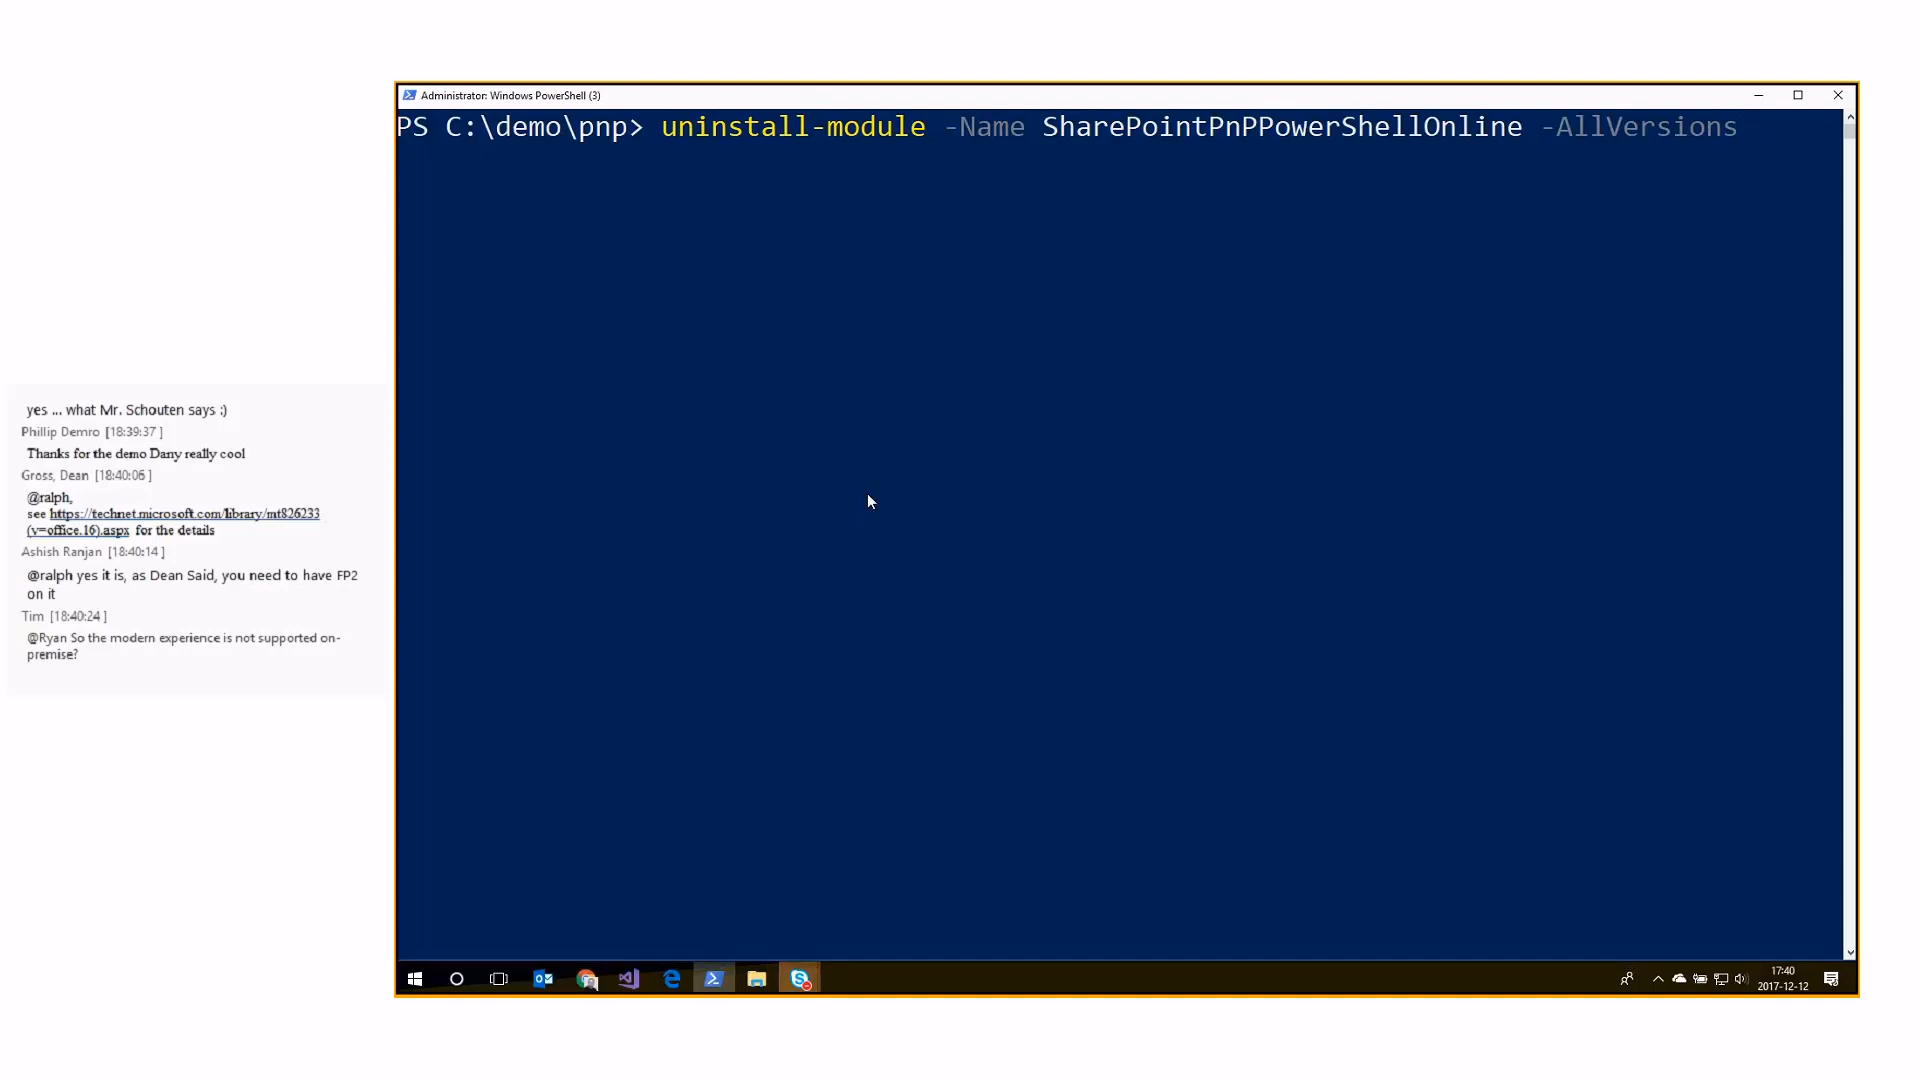 yes ... what Mr. Schouten says :)
Phillip Demro [18:39:37 ]
Thanks for the demo Dany really cool
Gross, Dean [18:40:06 ]
@ralph,
see https://technet.microsoft.com/library/mt826233
(v=office.16).aspx for the details
Ashish Ranjan [18:40:14 ]
@ralph yes it is, as Dean Said, you need to have FP2
on it
Tim [18:40:24 ]
@Ryan So the modern experience is not supported on-
premise?
Administrator: Windows PowerShell (3)
PS C:\demo\pnp> uninstall-module -Name SharePointPnPPowerShellOnline -AllVersions
17:40
2017-12-12